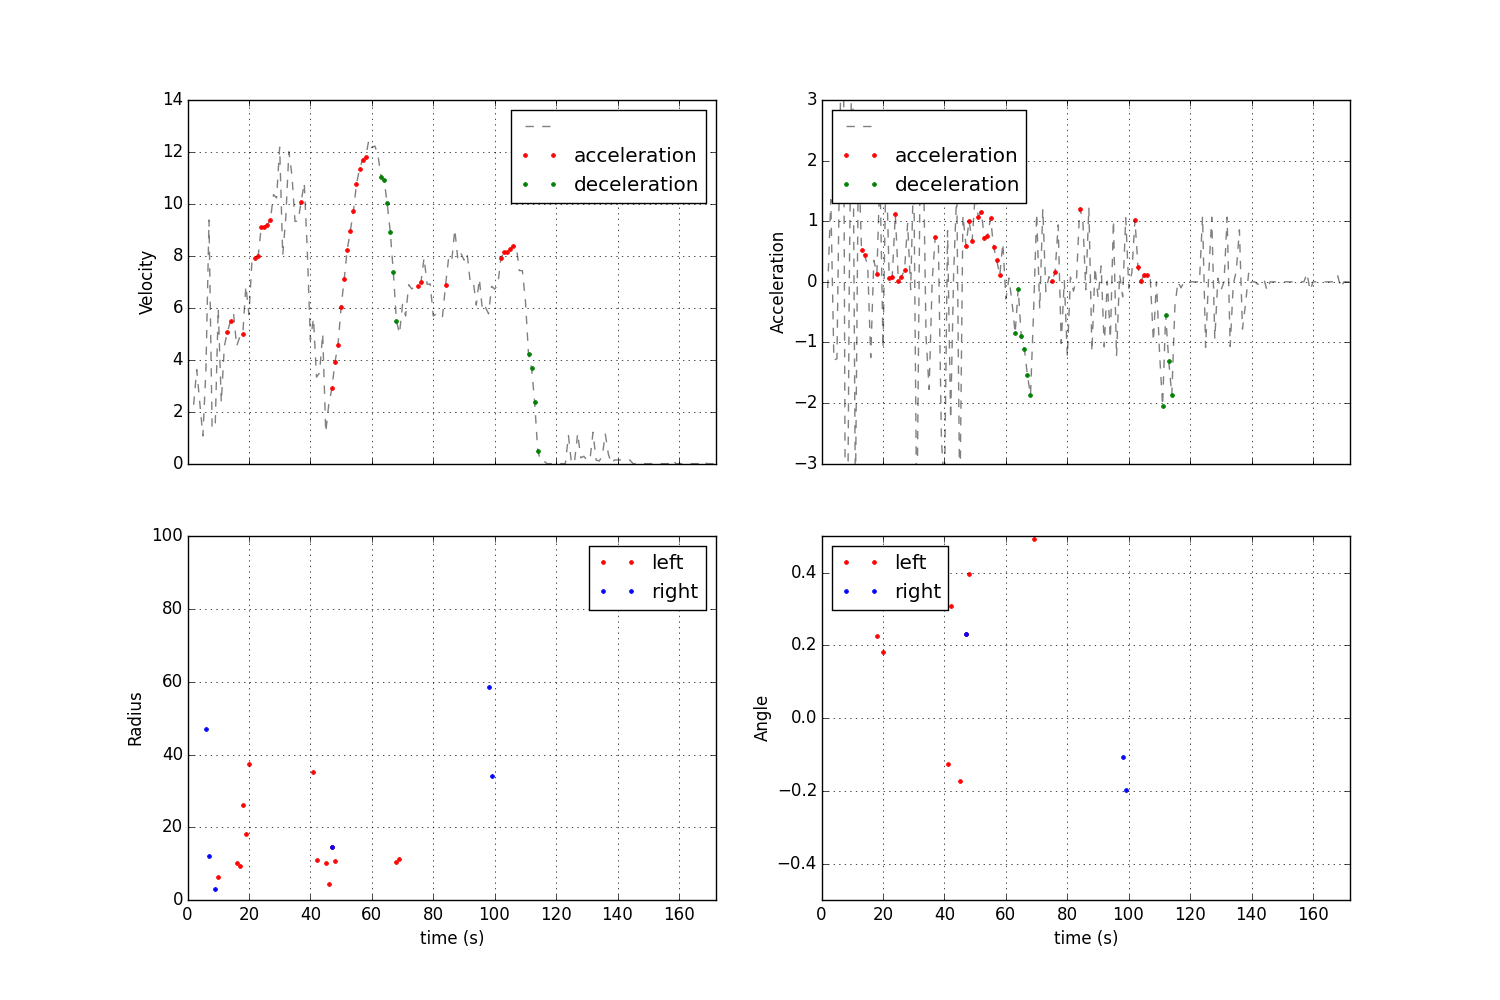 14
12
10
8
6
4
2
0
Velocity
acceleration
deceleration
3
2
1
0
−1
−2
−3
Acceleration
acceleration
deceleration
100
80
60
40
20
0
Radius
left
right
0 20 40 60 80 100 120 140 160
time (s)
0.4
0.2
0.0
−0.2
−0.4
Angle
left
right
0 20 40 60 80 100 120 140 160
time (s)